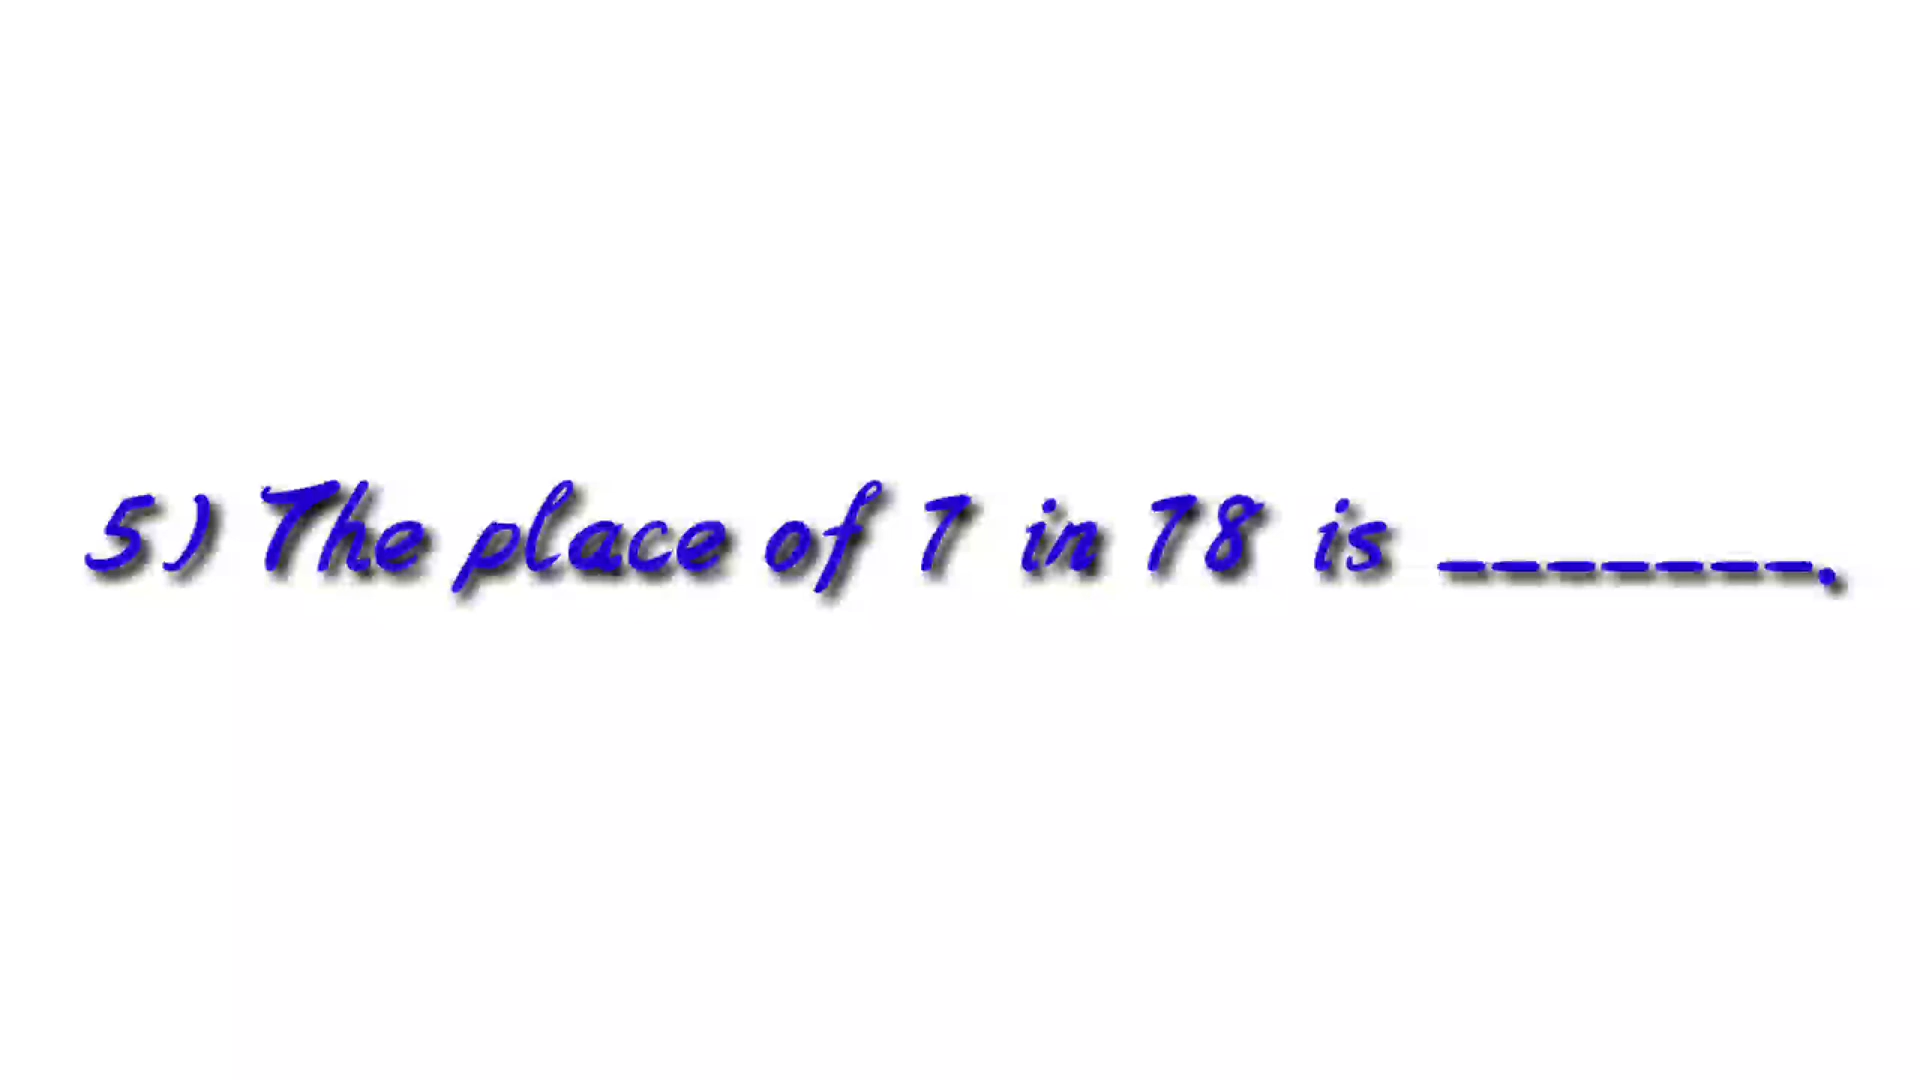 5) The place of 7 in 78 is _______.